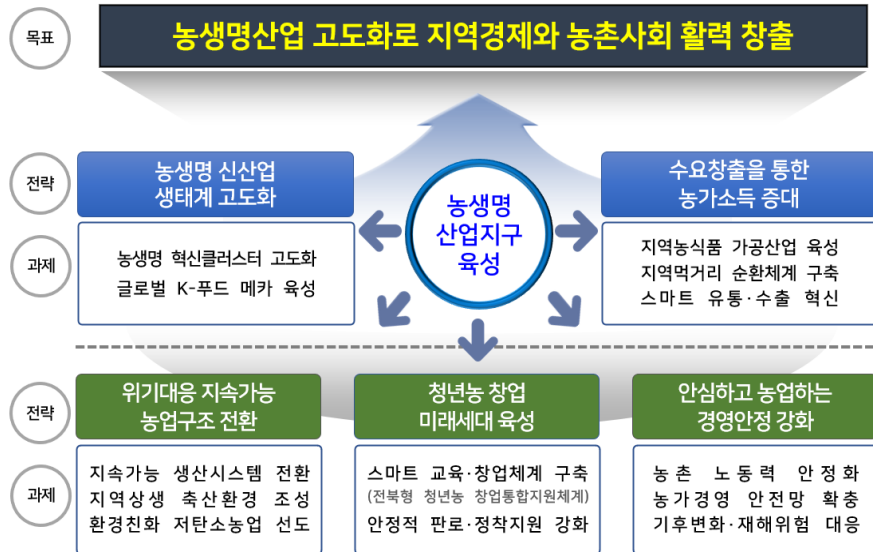 목표
농생명산업 고도화로 지역경제와 농촌사회 활력 창출
전략
농생명 신산업
생태계 고도화
농생명
산업지구
육성
수요창출을 통한
농가소득 증대
과제
농생명 혁신클러스터 고도화
글로벌 K-푸드 메카 육성
지역농식품 가공산업 육성
지역먹거리 순환체계 구축
스마트 유통·수출 혁신
전략
위기대응 지속가능
농업구조 전환
청년농 창업
미래세대 육성
안심하고 농업하는
경영안정 강화
과제
지속가능 생산시스템 전환
지역상생 축산환경 조성
환경친화 저탄소농업 선도
스마트 교육·창업체계 구축
(전북형 청년농 창업통합지원체계)
안정적 판로·정착지원 강화
농촌 노동력 안정화
농가경영 안전망 확충
기후변화·재해위험 대응